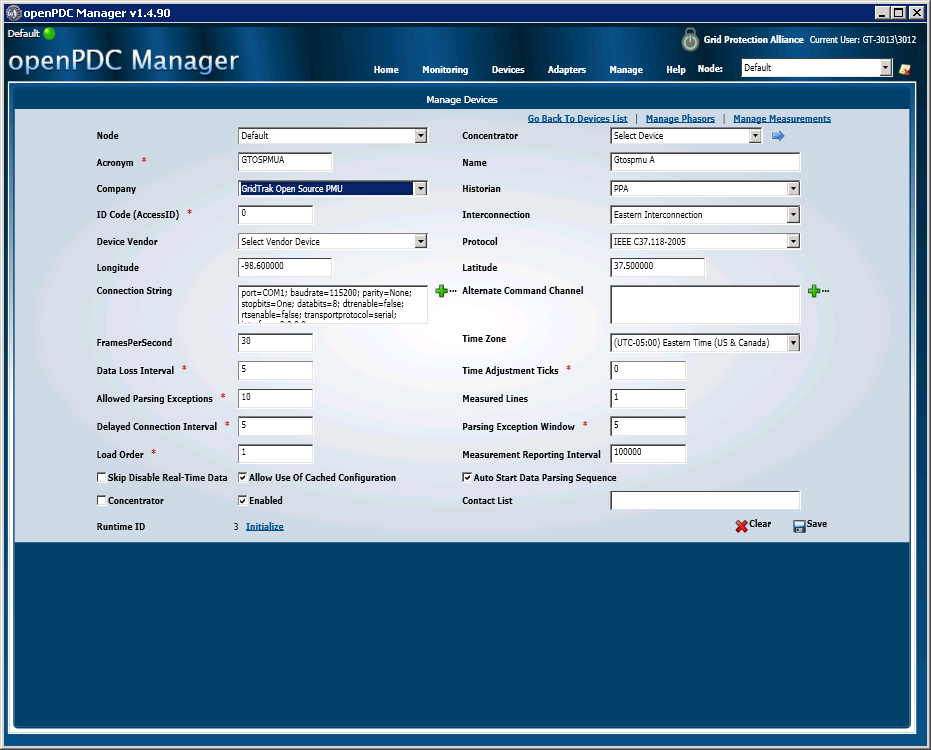 openPDC Manager v1.4.90
Default
openPDC Manager
Grid Protection Alliance Current User: GT-3013\3012
Home Monitoring Devices Adapters Manage Help Node: Default
Manage Devices
Go Back To Devices List | Manage Phasors | Manage Measurements
Node Default Concentrator Select Device
Acronym * GTOSPMUA Name Gtospmu A
Company GridTrak Open Source PMU Historian PPA
ID Code (AccessID) * 0 Interconnection Eastern Interconnection
Device Vendor Select Vendor Device Protocol IEEE C37.118-2005
Longitude -98.600000 Latitude 37.500000
Connection String port=COM1; baudrate=115200; parity=None; ... Alternate Command Channel ...
stopbits=One; databits=8; dtrenable=false;
rtsenable=false; transportprotocol=serial;
FramesPerSecond 30 Time Zone (UTC-05:00) Eastern Time (US & Canada)
Data Loss Interval * 5 Time Adjustment Ticks * 0
Allowed Parsing Exceptions * 10 Measured Lines 1
Delayed Connection Interval * 5 Parsing Exception Window * 5
Load Order * 1 Measurement Reporting Interval 100000
Skip Disable Real-Time Data Allow Use Of Cached Configuration Auto Start Data Parsing Sequence
Concentrator Enabled Contact List
Runtime ID 3 Initialize Clear Save